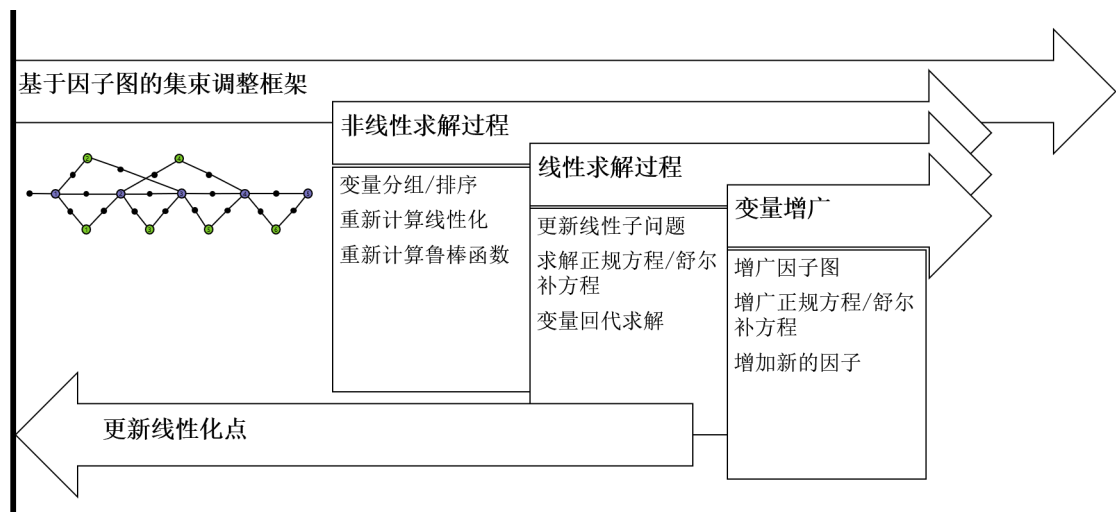 基于因子图的集束调整框架
非线性求解过程
变量分组/排序
重新计算线性化
重新计算鲁棒函数
线性求解过程
更新线性子问题
求解正规方程/舒尔
补方程
变量回代求解
变量增广
增广因子图
增广正规方程/舒尔
补方程
增加新的因子
更新线性化点